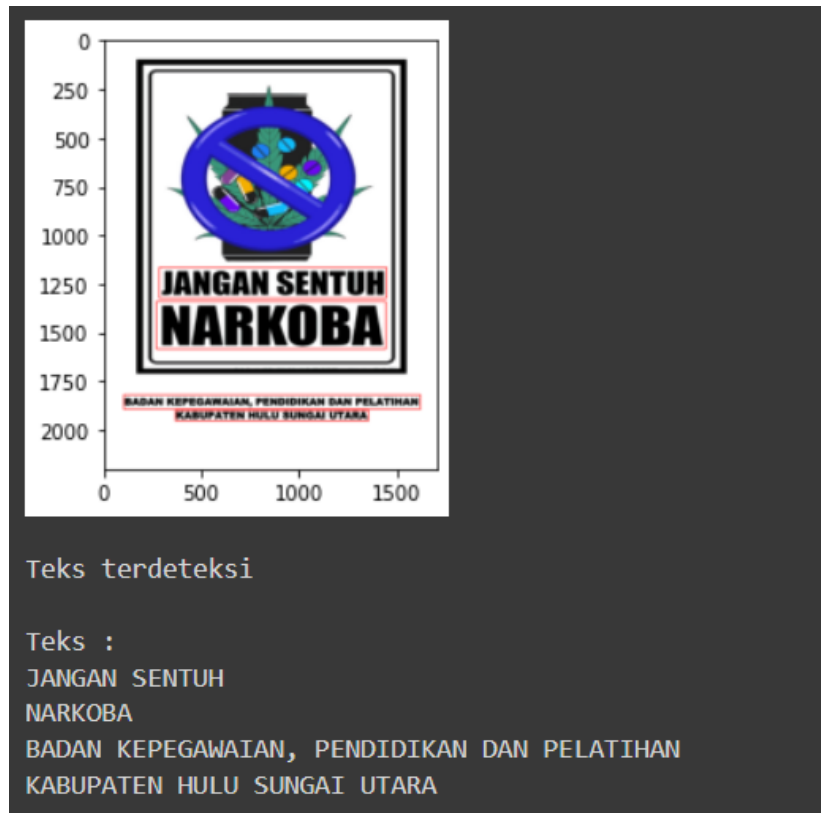 0
250
500
750
1000
1250
1500
1750
2000
JANGAN SENTUH
NARKOBA
BADAN KEPEGAWAIAN, PENDIDIKAN DAN PELATIHAN
KABUPATEN HULU SUNGAI UTARA
0 500 1000 1500
Teks terdeteksi
Teks :
JANGAN SENTUH
NARKOBA
BADAN KEPEGAWAIAN, PENDIDIKAN DAN PELATIHAN
KABUPATEN HULU SUNGAI UTARA